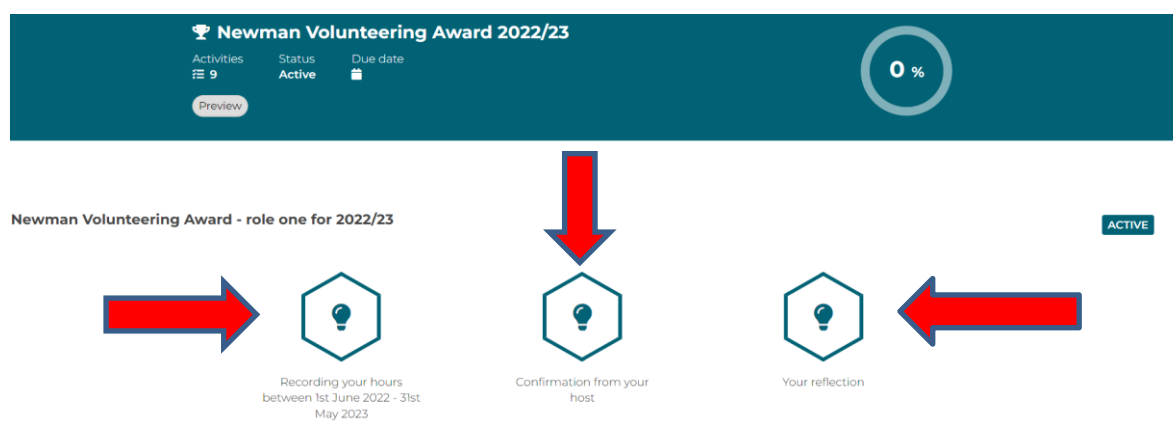 Newman Volunteering Award 2022/23
Activities Status Due date
9 Active
0 %
Preview
Newman Volunteering Award - role one for 2022/23
ACTIVE
Recording your hours
between 1st June 2022 - 31st
May 2023
Confirmation from your
host
Your reflection